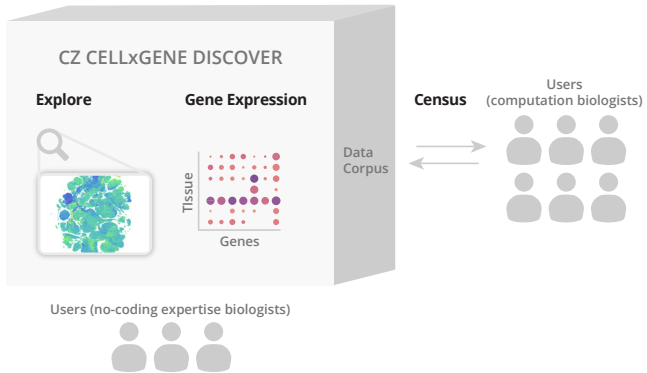 CZ CELLxGENE DISCOVER
Explore
Gene Expression
TIssue
Genes
Data
Corpus
Census
Users
(computation biologists)
Users (no-coding expertise biologists)